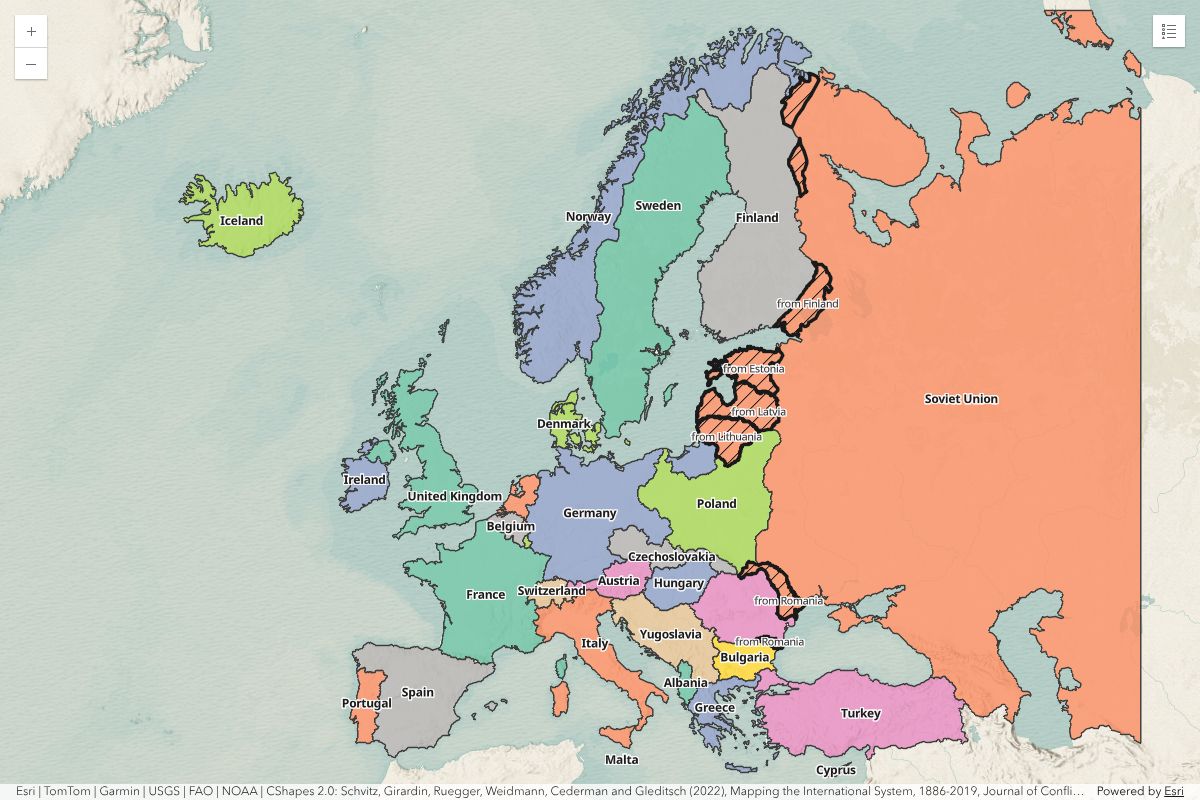 +
−
Iceland
Norway
Sweden
Finland
from Finland
from Estonia
Soviet Union
from Latvia
Denmark
from Lithuania
Ireland
United Kingdom
Poland
Germany
Belgium
Czechoslovakia
Austria
Hungary
Switzerland
France
from Romania
Yugoslavia
Italy
from Romania
Bulgaria
Albania
Spain
Portugal
Greece
Turkey
Malta
Cyprus
Esri | TomTom | Garmin | USGS | FAO | NOAA | CShapes 2.0: Schvitz, Girardin, Ruegger, Weidmann, Cederman and Gleditsch (2022), Mapping the International System, 1886-2019, Journal of Confli... Powered by Esri